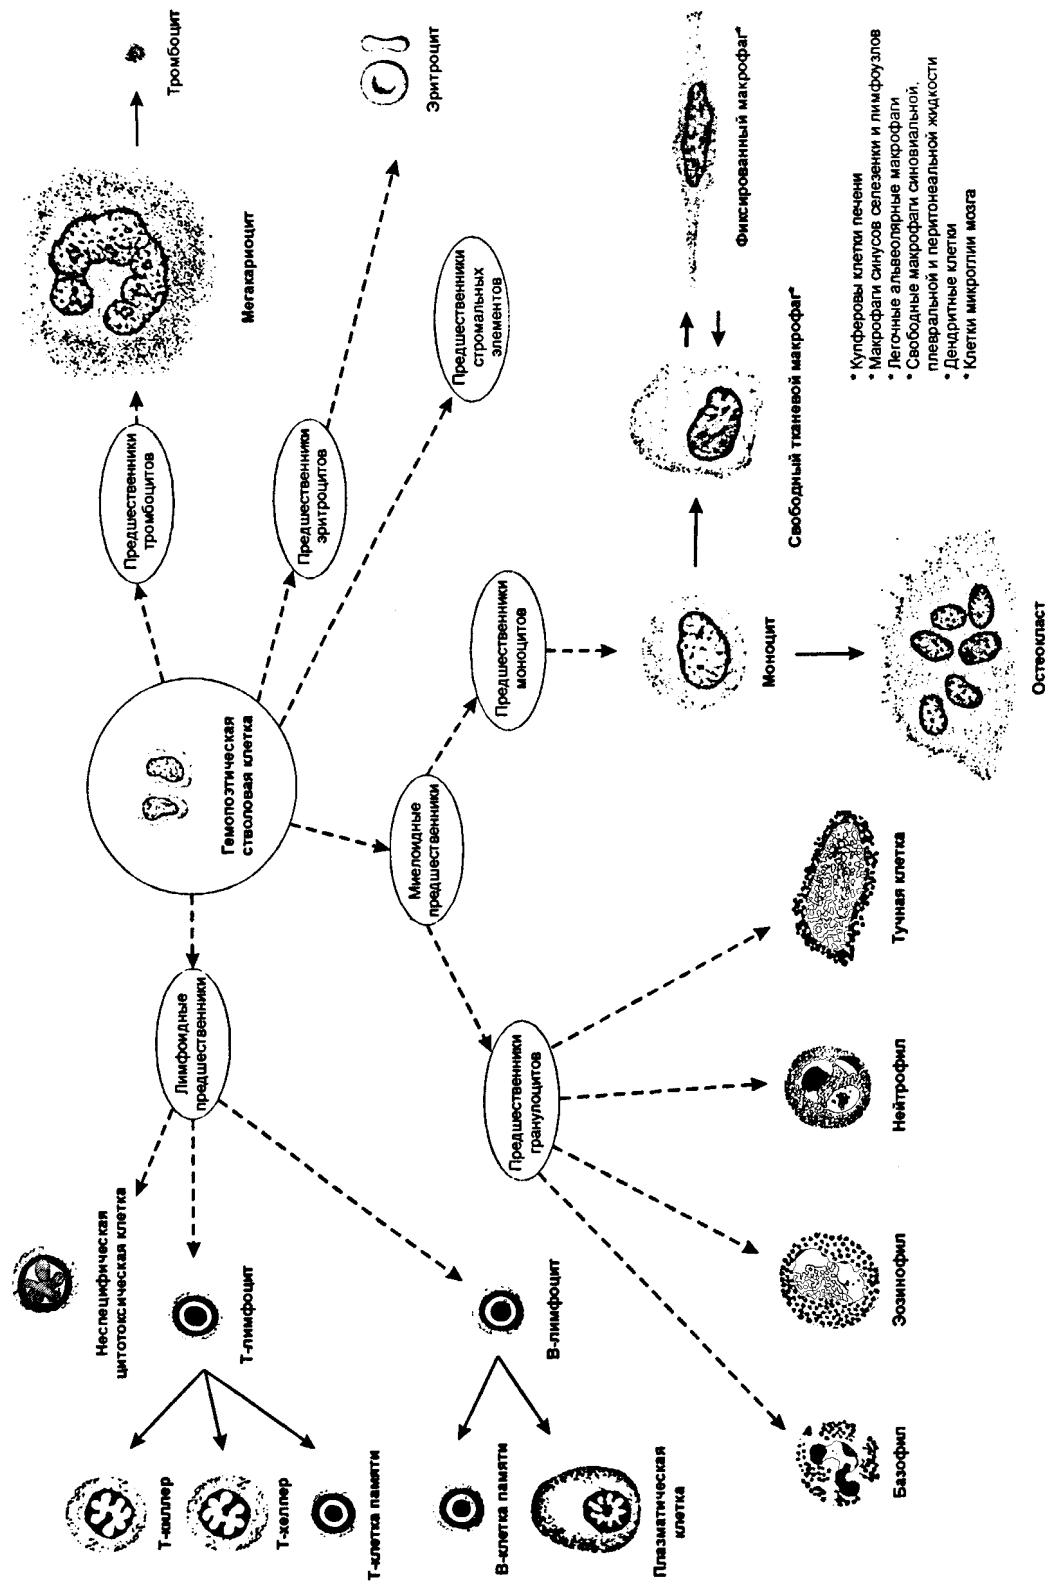 Неспецифическая
цитотоксическая клетка
Т-киллер
Т-хелпер
Т-клетка памяти
Т-лимфоцит
В-клетка памяти
Плазматическая
клетка
В-лимфоцит
Лимфоидные
предшественники
Гемопоэтическая
стволовая клетка
Предшественники
тромбоцитов
Мегакариоцит
Тромбоцит
Предшественники
эритроцитов
Эритроцит
Предшественники
стромальных
элементов
Миелоидные
предшественники
Предшественники
гранулоцитов
Предшественники
моноцитов
Базофил
Эозинофил
Нейтрофил
Тучная клетка
Моноцит
Остеокласт
Свободный тканевой макрофаг*
Фиксированный макрофаг*
* Купферовы клетки печени
* Макрофаги синусов селезенки и лимфоузлов
* Легочные альвеолярные макрофаги
* Свободные макрофаги синовиальной,
плевральной и перитонеальной жидкости
* Дендритные клетки
* Клетки микроглии мозга